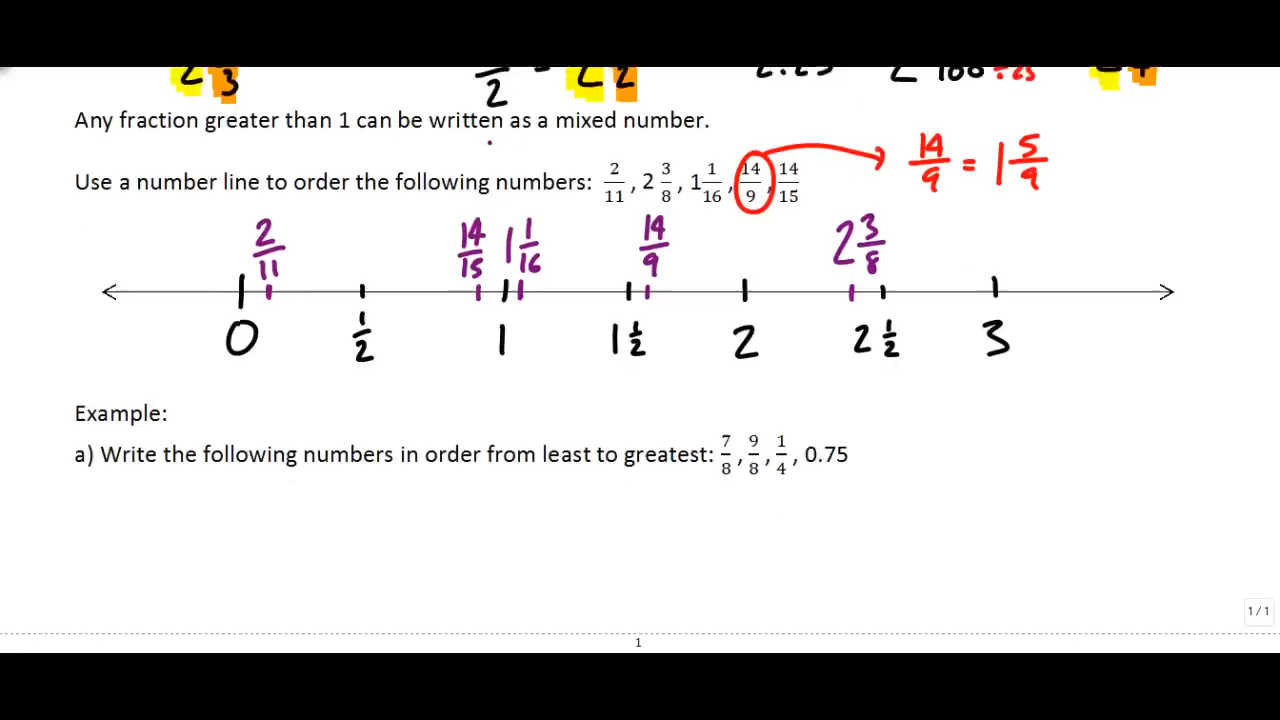 Any fraction greater than 1 can be written as a mixed number.
14/9 = 1 5/9
Use a number line to order the following numbers: 2/11 , 2 3/8 , 1 1/16 , 14/9 , 14/15
2/11 14/15 1 1/16 14/9 2 3/8
0 1/2 1 1 1/2 2 2 1/2 3
Example:
a) Write the following numbers in order from least to greatest: 7/8 , 9/8 , 1/4 , 0.75
1 / 1
1